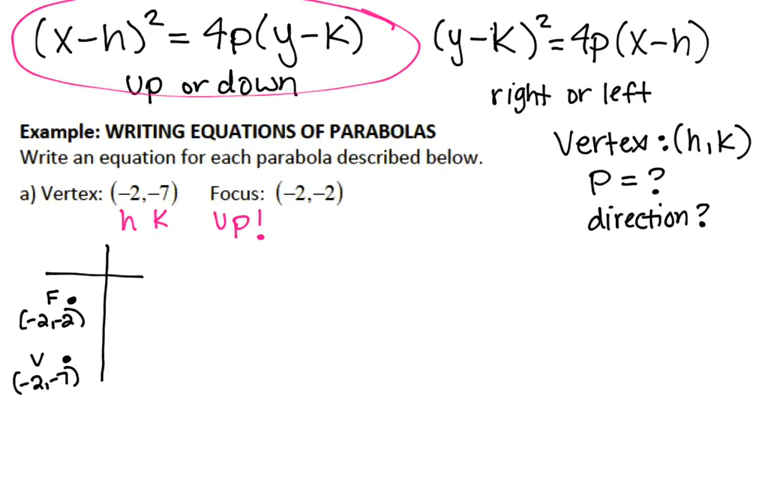 (x-h)² = 4p(y-k)
up or down
(y-k)² = 4p(x-h)
right or left
Example: WRITING EQUATIONS OF PARABOLAS
Write an equation for each parabola described below.
a) Vertex: (−2,−7) Focus: (−2,−2)
h k up!
Vertex: (h,k)
P = ?
direction?
F
(-2,-2)
V
(-2,-7)